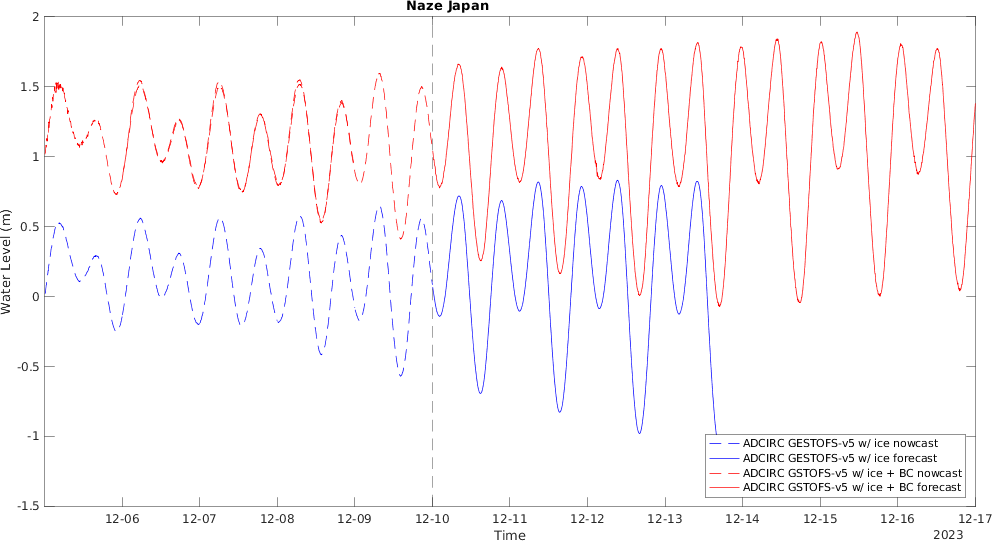 Naze Japan
2
1.5
1
0.5
0
-0.5
-1
-1.5
Water Level (m)
ADCIRC GESTOFS-v5 w/ ice nowcast
ADCIRC GESTOFS-v5 w/ ice forecast
ADCIRC GSTOFS-v5 w/ ice + BC nowcast
ADCIRC GSTOFS-v5 w/ ice + BC forecast
12-06 12-07 12-08 12-09 12-10 12-11 12-12 12-13 12-14 12-15 12-16 12-17
Time
2023